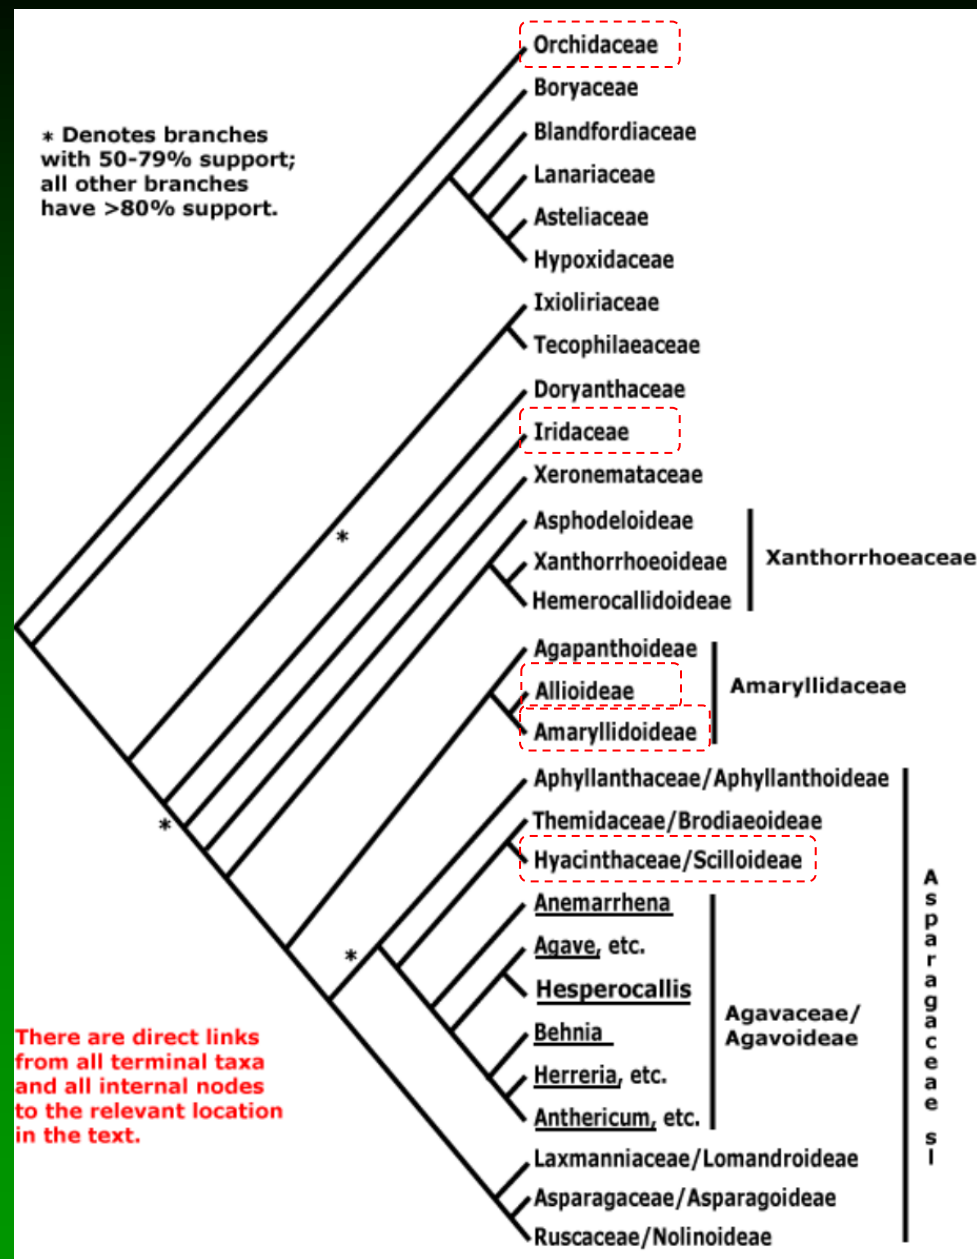 Orchidaceae
Boryaceae
* Denotes branches
with 50-79% support;
all other branches
have >80% support.
Blandfordiaceae
Lanariaceae
Asteliaceae
Hypoxidaceae
Ixioliriaceae
Tecophilaeaceae
Doryanthaceae
Iridaceae
Xeronemataceae
*
Asphodeloideae
Xanthorrhoeoideae
Hemerocallidoideae
Xanthorrhoeaceae
Agapanthoideae
Allioideae
Amaryllidoideae
Amaryllidaceae
Aphyllanthaceae/Aphyllanthoideae
Themidaceae/Brodiaeoideae
*
Hyacinthaceae/Scilloideae
Anemarrhena
Agave, etc.
*
Hesperocallis
Behnia
Herreria, etc.
Anthericum, etc.
Agavaceae/
Agavoideae
Laxmanniaceae/Lomandroideae
Asparagaceae/Asparagoideae
Ruscaceae/Nolinoideae
Asparagaceae sl
There are direct links
from all terminal taxa
and all internal nodes
to the relevant location
in the text.